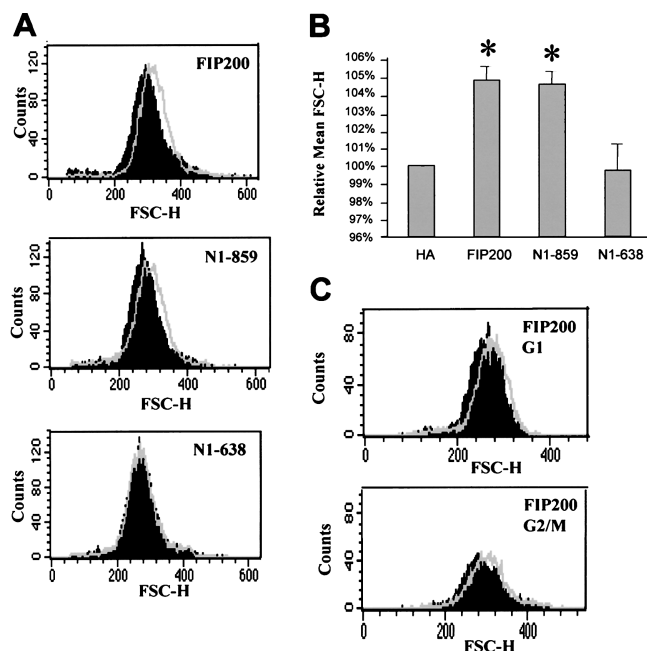 A
FIP200
Counts
120
80
40
0
0 200 400 600
FSC-H
N1-859
Counts
120
80
40
0
0 200 400 600
FSC-H
N1-638
Counts
120
80
40
0
0 200 400 600
FSC-H
B
Relative Mean FSC-H
106%
105%
104%
103%
102%
101%
100%
99%
98%
97%
96%
* *
HA FIP200 N1-859 N1-638
C
FIP200
G1
Counts
80
40
0
0 200 400
FSC-H
FIP200
G2/M
Counts
80
40
0
0 200 400
FSC-H